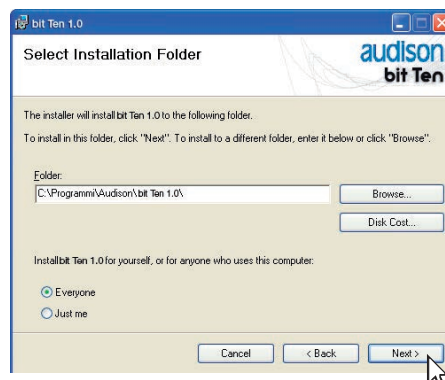 bit Ten 1.0
Select Installation Folder
audison
bit Ten
The installer will install bit Ten 1.0 to the following folder.
To install in this folder, click "Next". To install to a different folder, enter it below or click "Browse".
Folder:
C:\Programmi\Audison\bit Ten 1.0\
Browse...
Disk Cost...
Install bit Ten 1.0 for yourself, or for anyone who uses this computer:
Everyone
Just me
Cancel
< Back
Next >